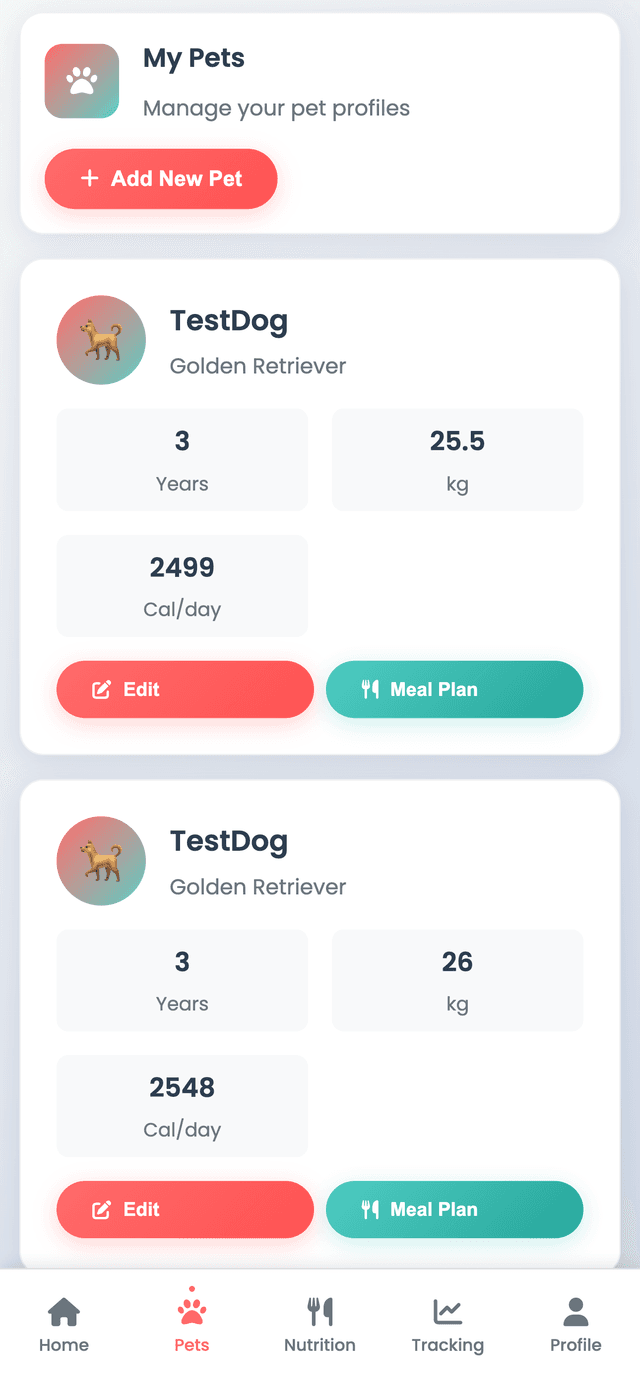 My Pets
Manage your pet profiles
Add New Pet
TestDog
Golden Retriever
3
Years
25.5
kg
2499
Cal/day
Edit
Meal Plan
TestDog
Golden Retriever
3
Years
26
kg
2548
Cal/day
Edit
Meal Plan
Home
Pets
Nutrition
Tracking
Profile